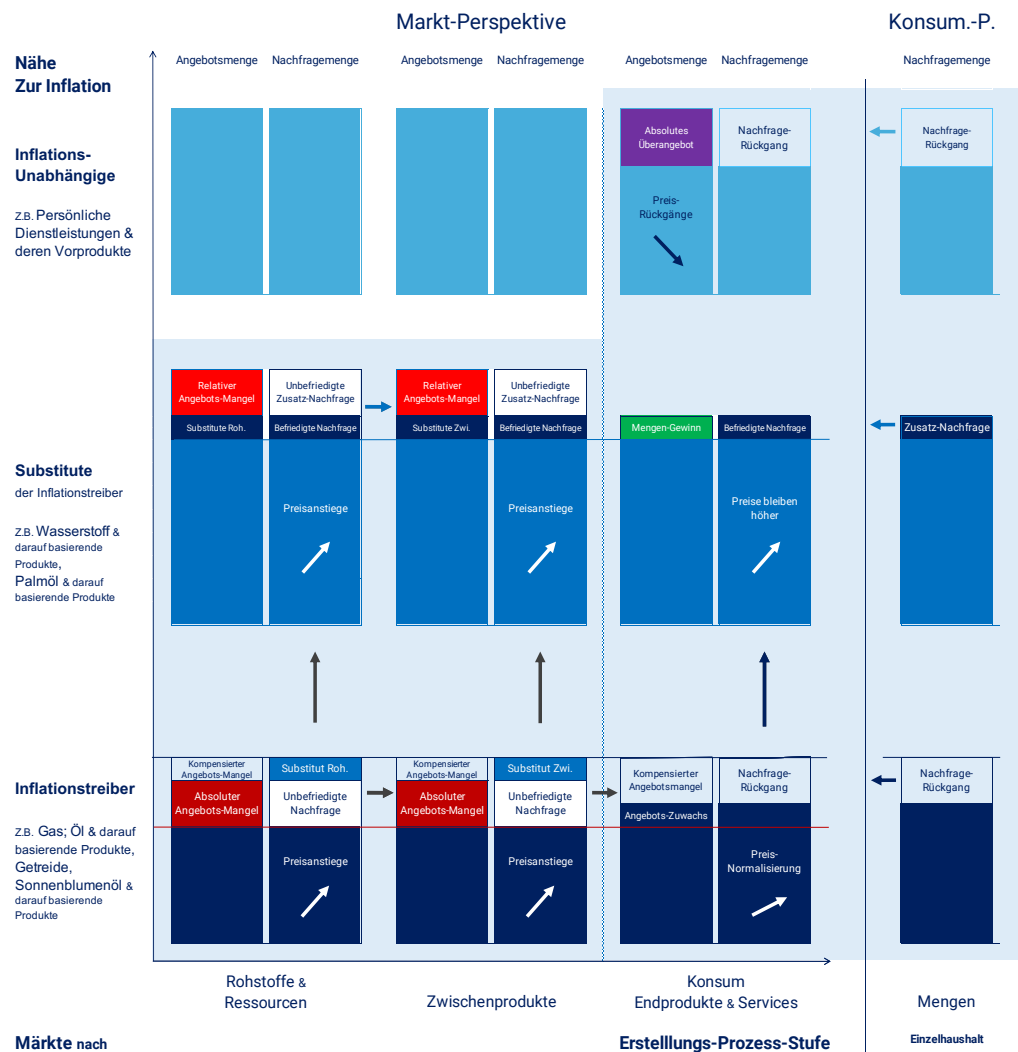 Markt-Perspektive
Konsum.-P.
Nähe
Zur Inflation
Angebotsmenge
Nachfragemenge
Angebotsmenge
Nachfragemenge
Angebotsmenge
Nachfragemenge
Nachfragemenge
Inflations-
Unabhängige
Z.B. Persönliche
Dienstleistungen &
deren Vorprodukte
Absolutes
Überangebot
Nachfrage-
Rückgang
Nachfrage-
Rückgang
Preis-
Rückgänge
Relativer
Angebots-Mangel
Unbefriedigte
Zusatz-Nachfrage
Relativer
Angebots-Mangel
Unbefriedigte
Zusatz-Nachfrage
Substitute Roh.
Befriedigte Nachfrage
Substitute Zwi.
Befriedigte Nachfrage
Mengen-Gewinn
Befriedigte Nachfrage
Zusatz-Nachfrage
Substitute
der Inflationstreiber
Z.B. Wasserstoff &
darauf basierende
Produkte,
Palmöl & darauf
basierende Produkte
Preisanstiege
Preisanstiege
Preise bleiben
höher
Inflationstreiber
Z.B. Gas; Öl & darauf
basierende Produkte,
Getreide,
Sonnenblumenöl &
darauf basierende
Produkte
Kompensierter
Angebots-Mangel
Substitut Roh.
Kompensierter
Angebots-Mangel
Substitut Zwi.
Kompensierter
Angebotsmangel
Nachfrage-
Rückgang
Nachfrage-
Rückgang
Absoluter
Angebots-Mangel
Unbefriedigte
Nachfrage
Absoluter
Angebots-Mangel
Unbefriedigte
Nachfrage
Angebots-Zuwachs
Preisanstiege
Preisanstiege
Preis-
Normalisierung
Rohstoffe &
Ressourcen
Zwischenprodukte
Konsum
Endprodukte & Services
Mengen
Märkte nach
Erstelllungs-Prozess-Stufe
Einzelhaushalt